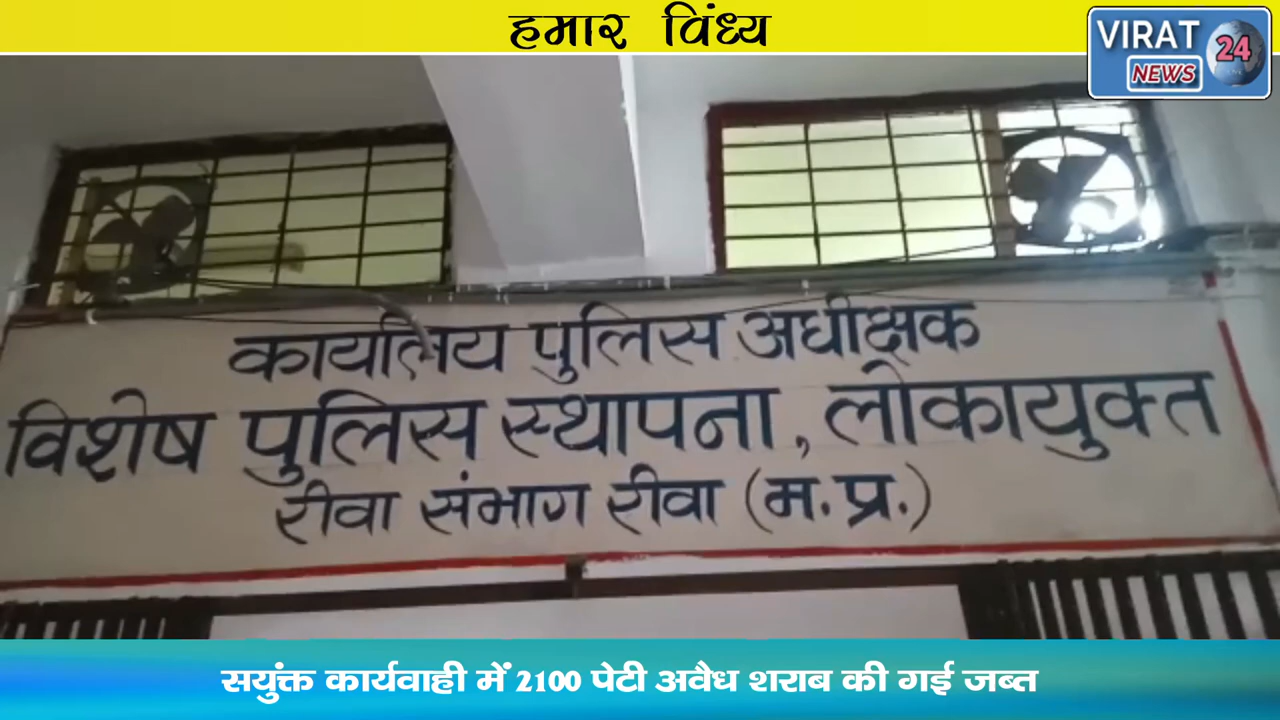 हमार विंध्य
VIRAT 24
NEWS
कार्यालय पुलिस अधीक्षक
विशेष पुलिस स्थापना, लोकायुक्त
रीवा संभाग रीवा (म.प्र.)
सयुंक्त कार्यवाही में 2100 पेटी अवैध शराब की गई जब्त